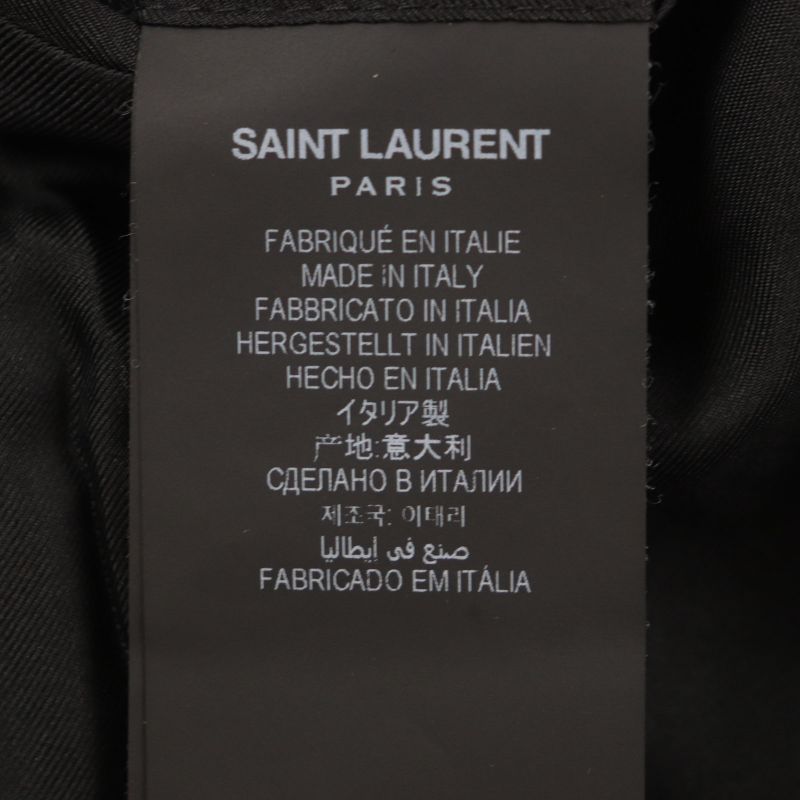 SAINT LAURENT
PARIS
FABRIQUÉ EN ITALIE
MADE IN ITALY
FABBRICATO IN ITALIA
HERGESTELLT IN ITALIEN
HECHO EN ITALIA
イタリア製
产地:意大利
СДЕЛАНО В ИТАЛИИ
제조국: 이태리
صنع في إيطاليا
FABRICADO EM ITÁLIA